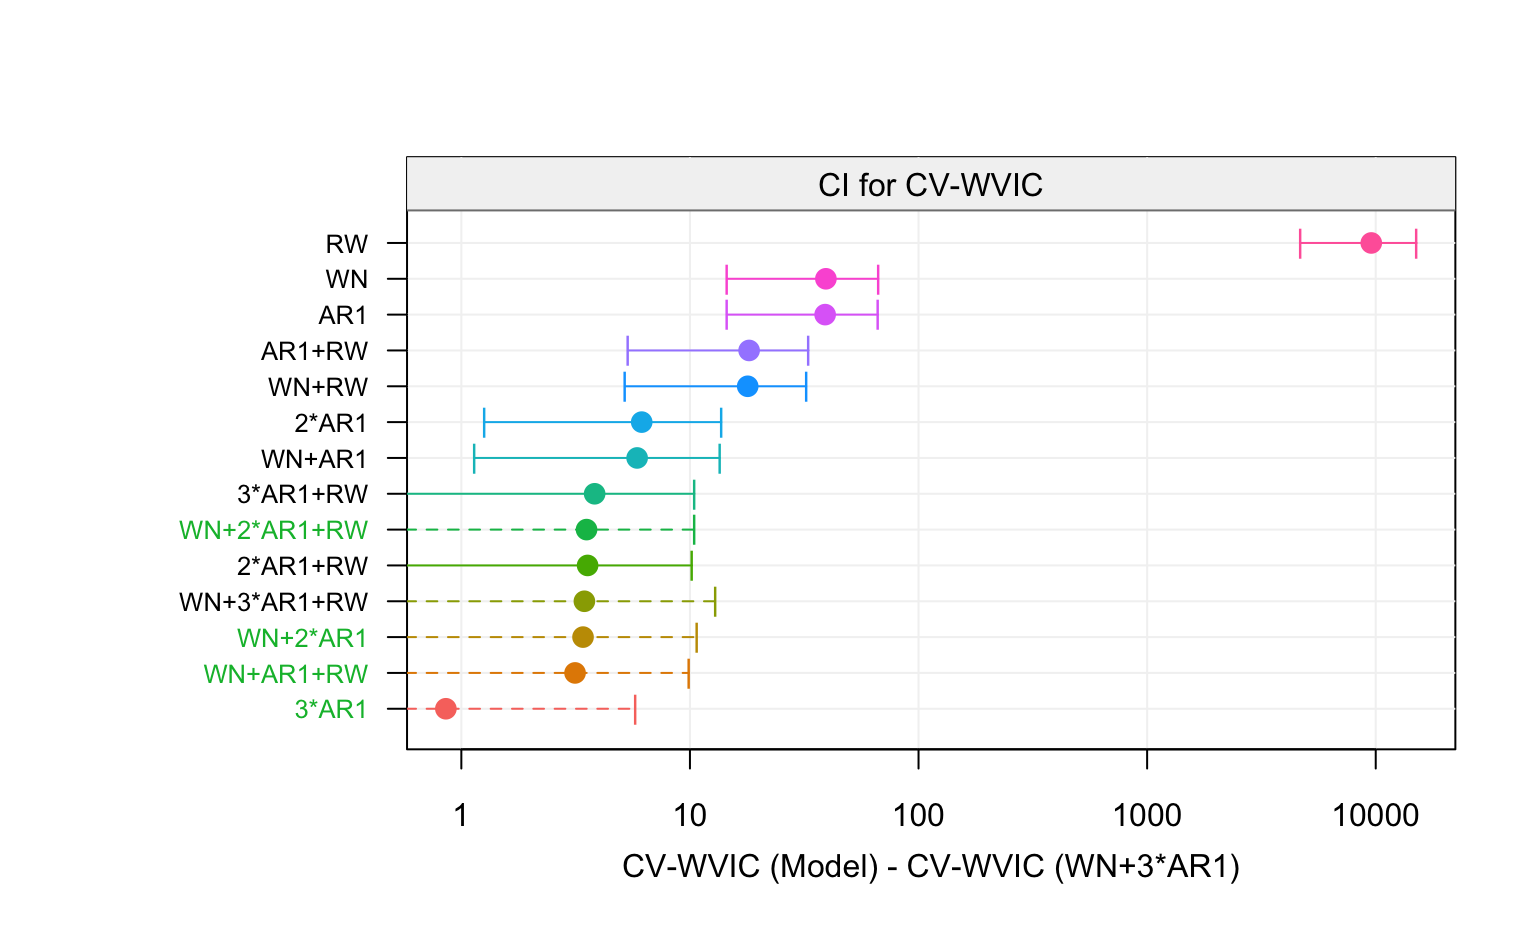 CI for CV-WVIC
RW
WN
AR1
AR1+RW
WN+RW
2*AR1
WN+AR1
3*AR1+RW
WN+2*AR1+RW
2*AR1+RW
WN+3*AR1+RW
WN+2*AR1
WN+AR1+RW
3*AR1
1 10 100 1000 10000
CV-WVIC (Model) - CV-WVIC (WN+3*AR1)